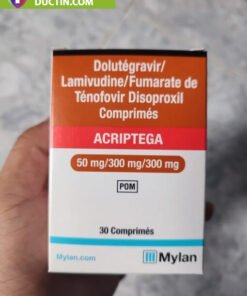 DUCTIN.COM
Dolutégravir/
Lamivudine/Fumarate de
Ténofovir Disoproxil
Comprimés
ACRIPTEGA
50 mg/300 mg/300 mg
POM
30 Comprimés
Mylan.com
Mylan